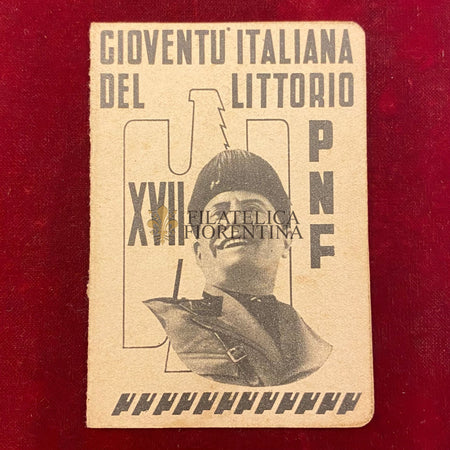 GIOVENTU' ITALIANA
DEL LITTORIO
PNF
XVII
FILATELICA
FIORENTINA